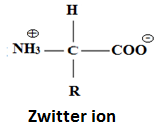 H
⊕
NH3 — C — COO⊖
R
Zwitter ion